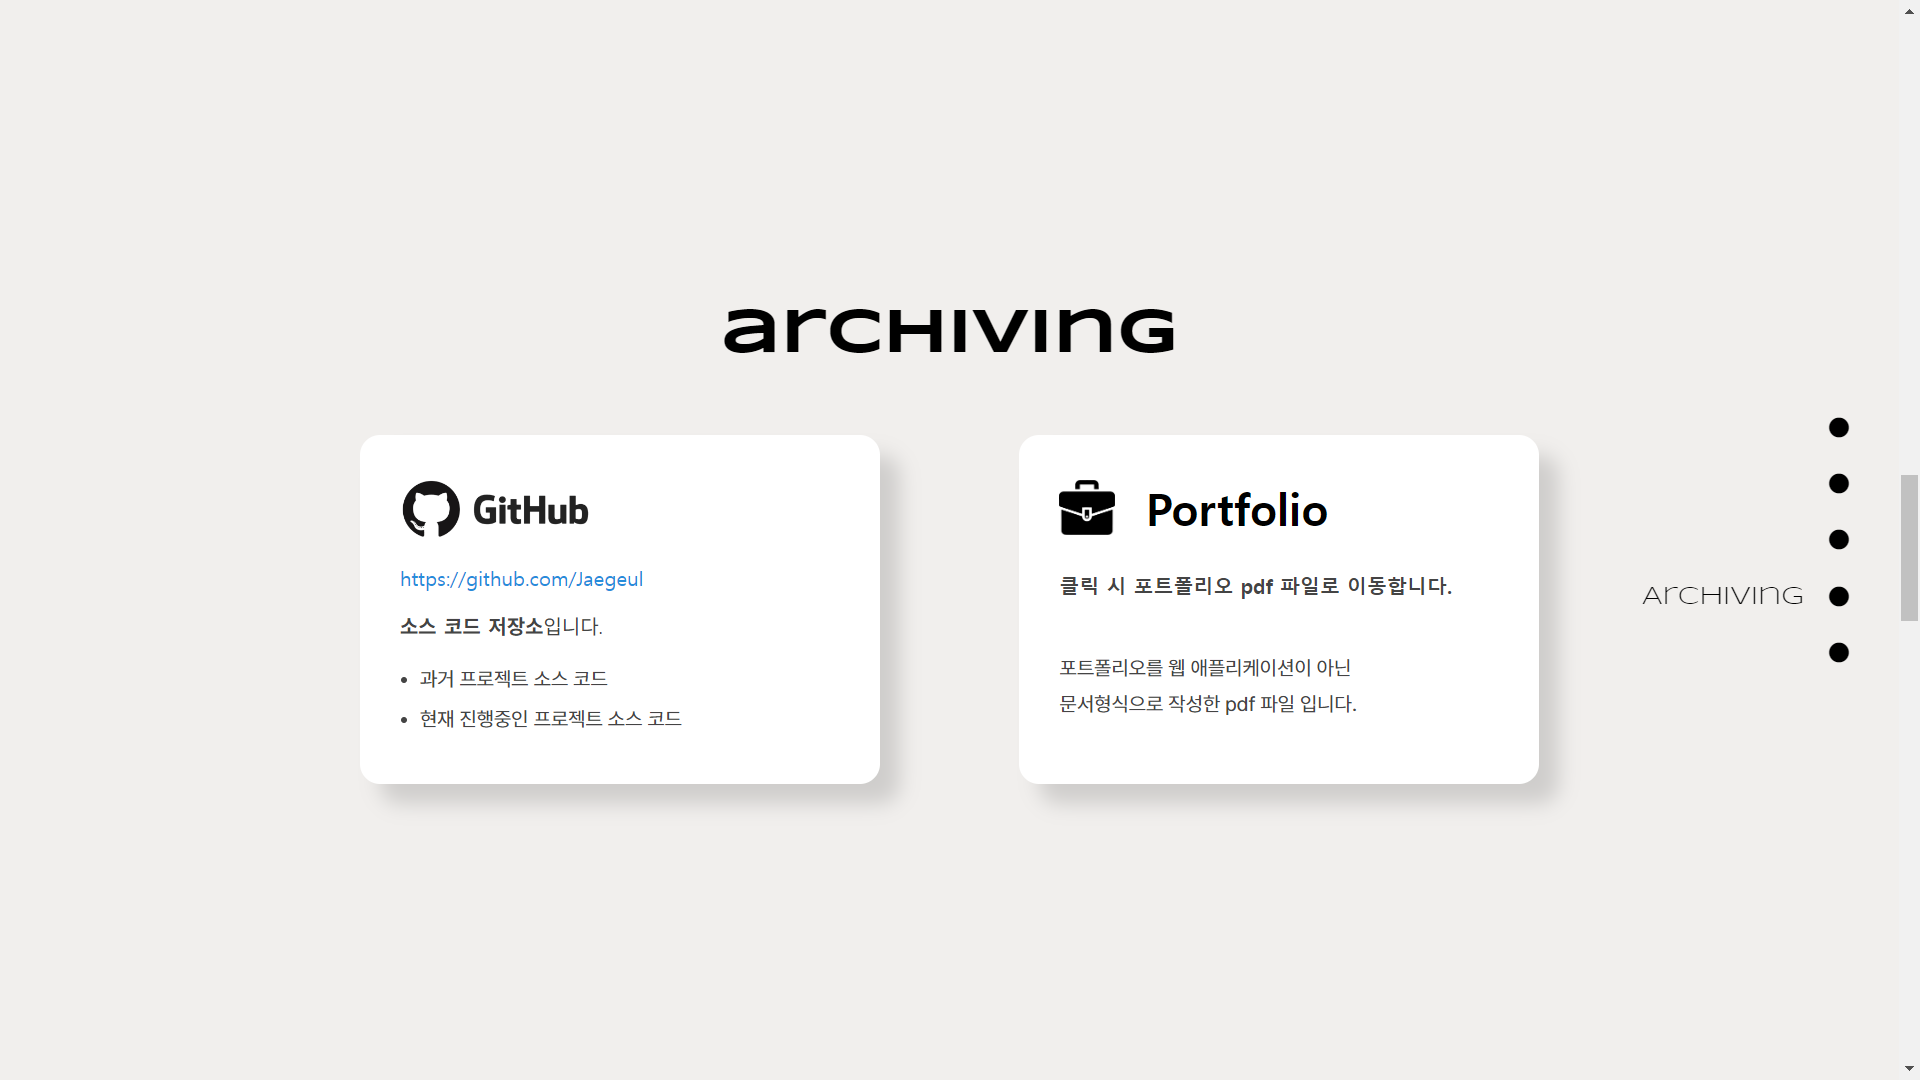 ARCHIVING
GitHub
https://github.com/Jaegeul
소스 코드 저장소입니다.
• 과거 프로젝트 소스 코드
• 현재 진행중인 프로젝트 소스 코드
Portfolio
클릭 시 포트폴리오 pdf 파일로 이동합니다.
포트폴리오를 웹 애플리케이션이 아닌
문서형식으로 작성한 pdf 파일 입니다.
ARCHIVING